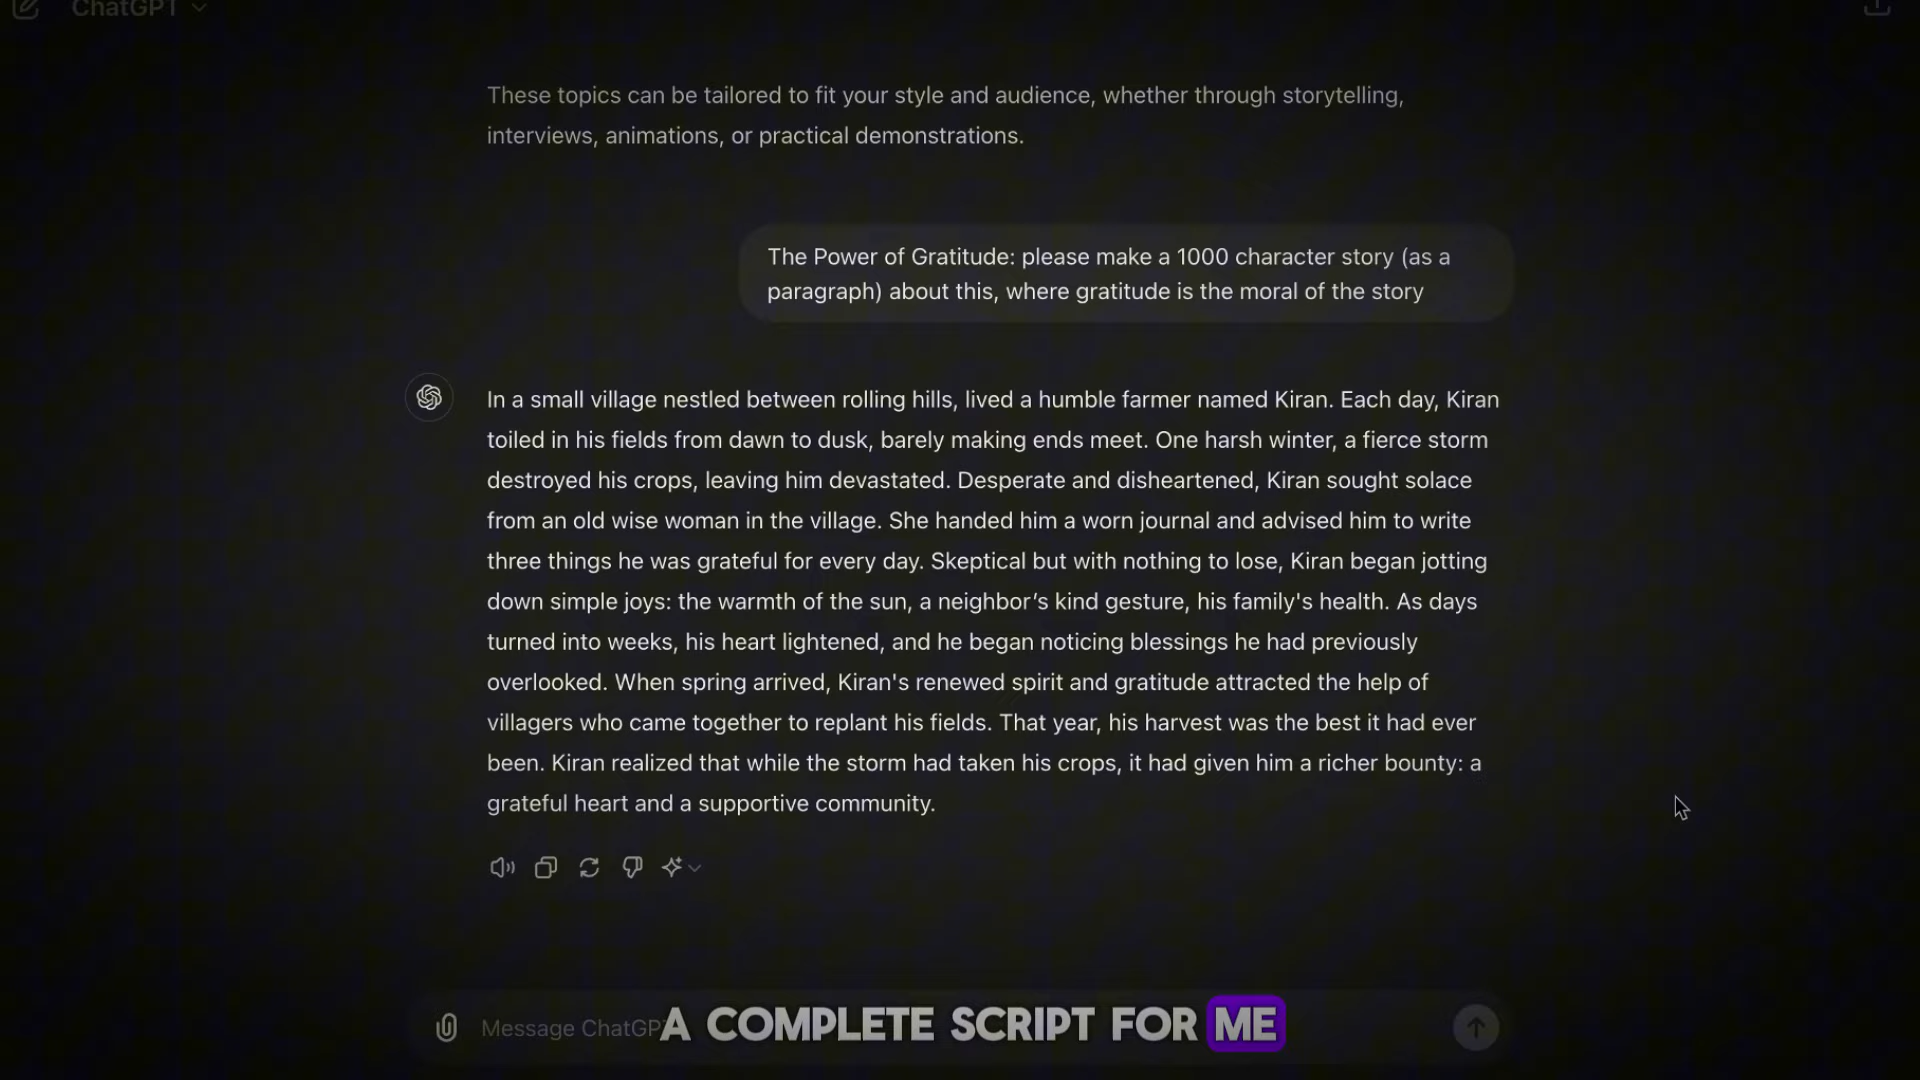 ChatGPT
These topics can be tailored to fit your style and audience, whether through storytelling,
interviews, animations, or practical demonstrations.
The Power of Gratitude: please make a 1000 character story (as a
paragraph) about this, where gratitude is the moral of the story
In a small village nestled between rolling hills, lived a humble farmer named Kiran. Each day, Kiran
toiled in his fields from dawn to dusk, barely making ends meet. One harsh winter, a fierce storm
destroyed his crops, leaving him devastated. Desperate and disheartened, Kiran sought solace
from an old wise woman in the village. She handed him a worn journal and advised him to write
three things he was grateful for every day. Skeptical but with nothing to lose, Kiran began jotting
down simple joys: the warmth of the sun, a neighbor’s kind gesture, his family's health. As days
turned into weeks, his heart lightened, and he began noticing blessings he had previously
overlooked. When spring arrived, Kiran's renewed spirit and gratitude attracted the help of
villagers who came together to replant his fields. That year, his harvest was the best it had ever
been. Kiran realized that while the storm had taken his crops, it had given him a richer bounty: a
grateful heart and a supportive community.
Message ChatGP
A COMPLETE SCRIPT FOR ME